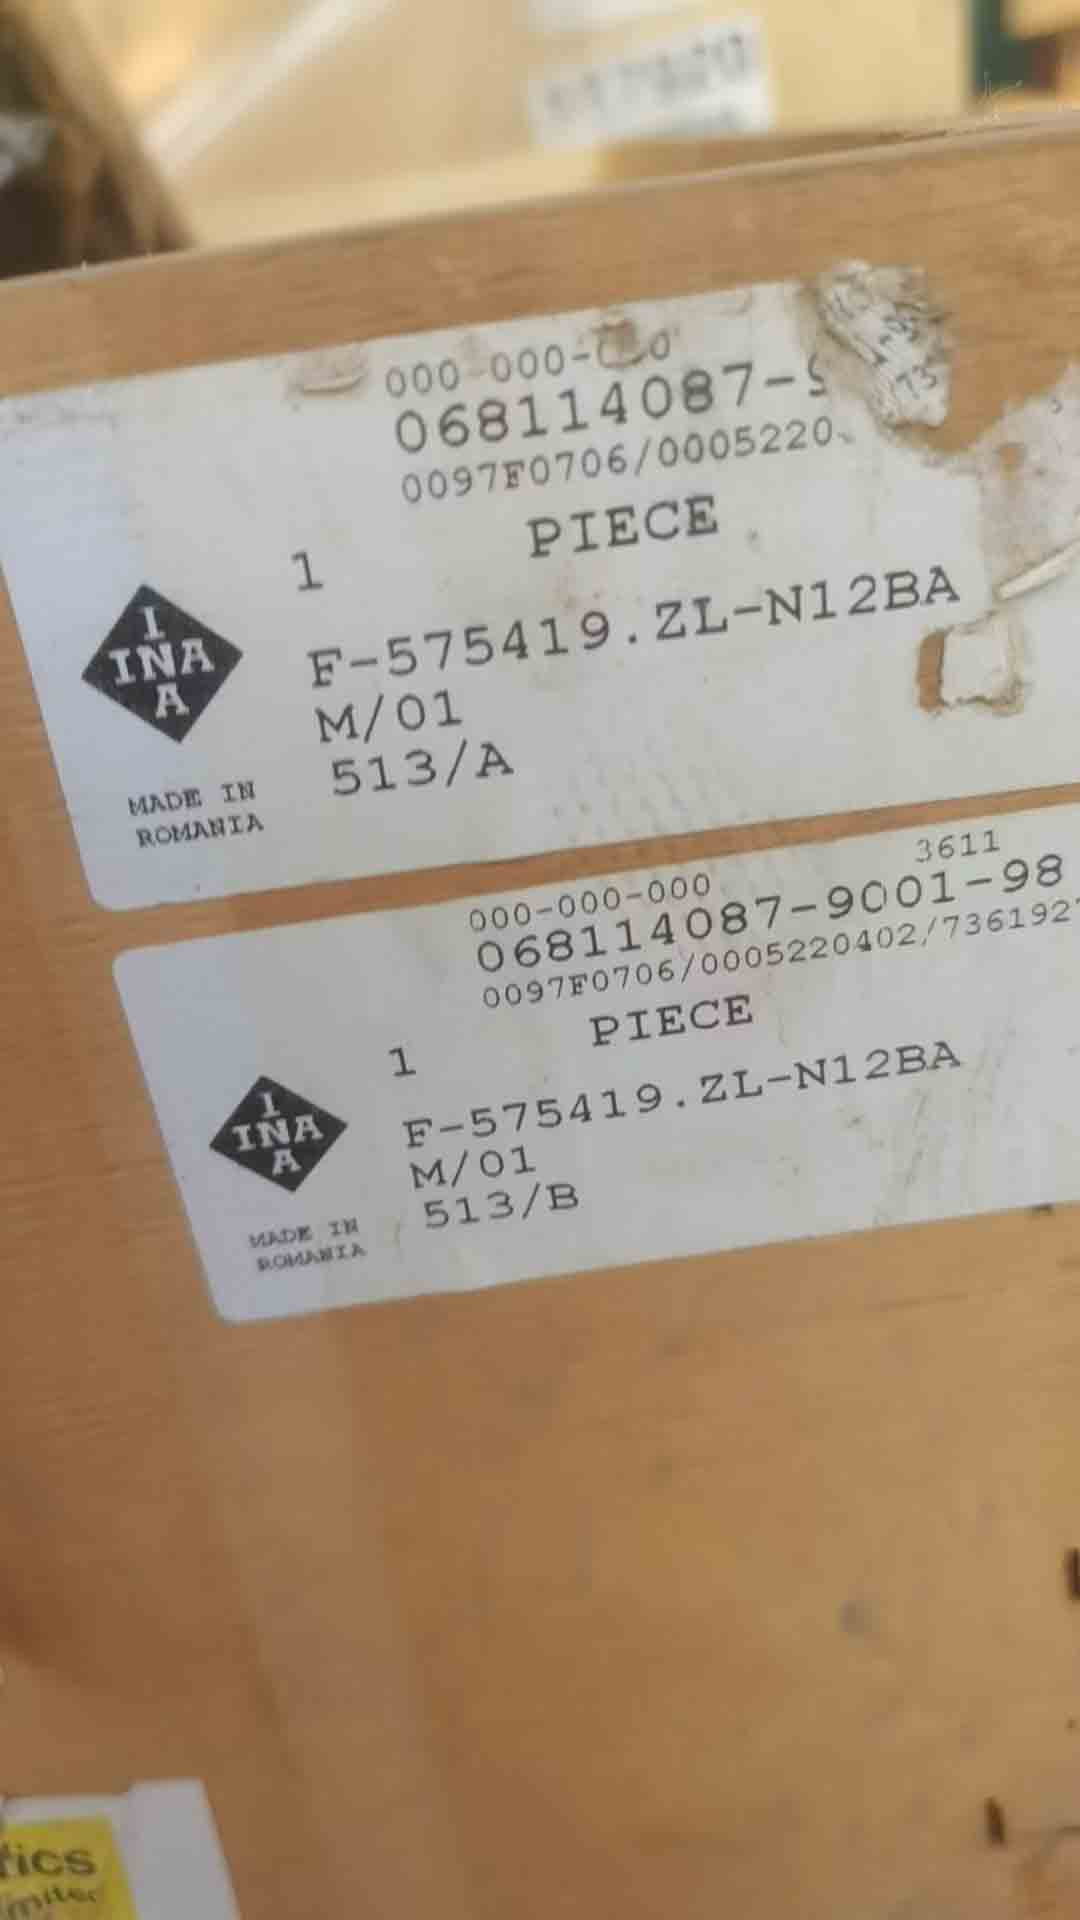 000-000-
068114087-
0097F0706/0005220
1 PIECE
F-575419.ZL-N12BA
M/01
513/A
I
INA
A
MADE IN
ROMANIA
3611
000-000-000
068114087-9001-98
0097F0706/0005220402/736192
1 PIECE
F-575419.ZL-N12BA
M/01
513/B
I
INA
A
MADE IN
ROMANIA
tics